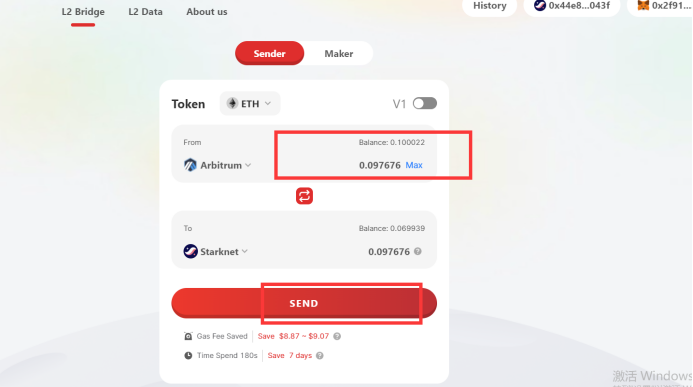 L2 Bridge L2 Data About us History 0x44e8...043f 0x2f91...
Sender Maker
Token ETH V1
From Balance: 0.100022
Arbitrum 0.097676 Max
To Balance: 0.069939
Starknet 0.097676
SEND
Gas Fee Saved Save $8.87 ~ $9.07
Time Spend 180s Save 7 days
激活 Windows